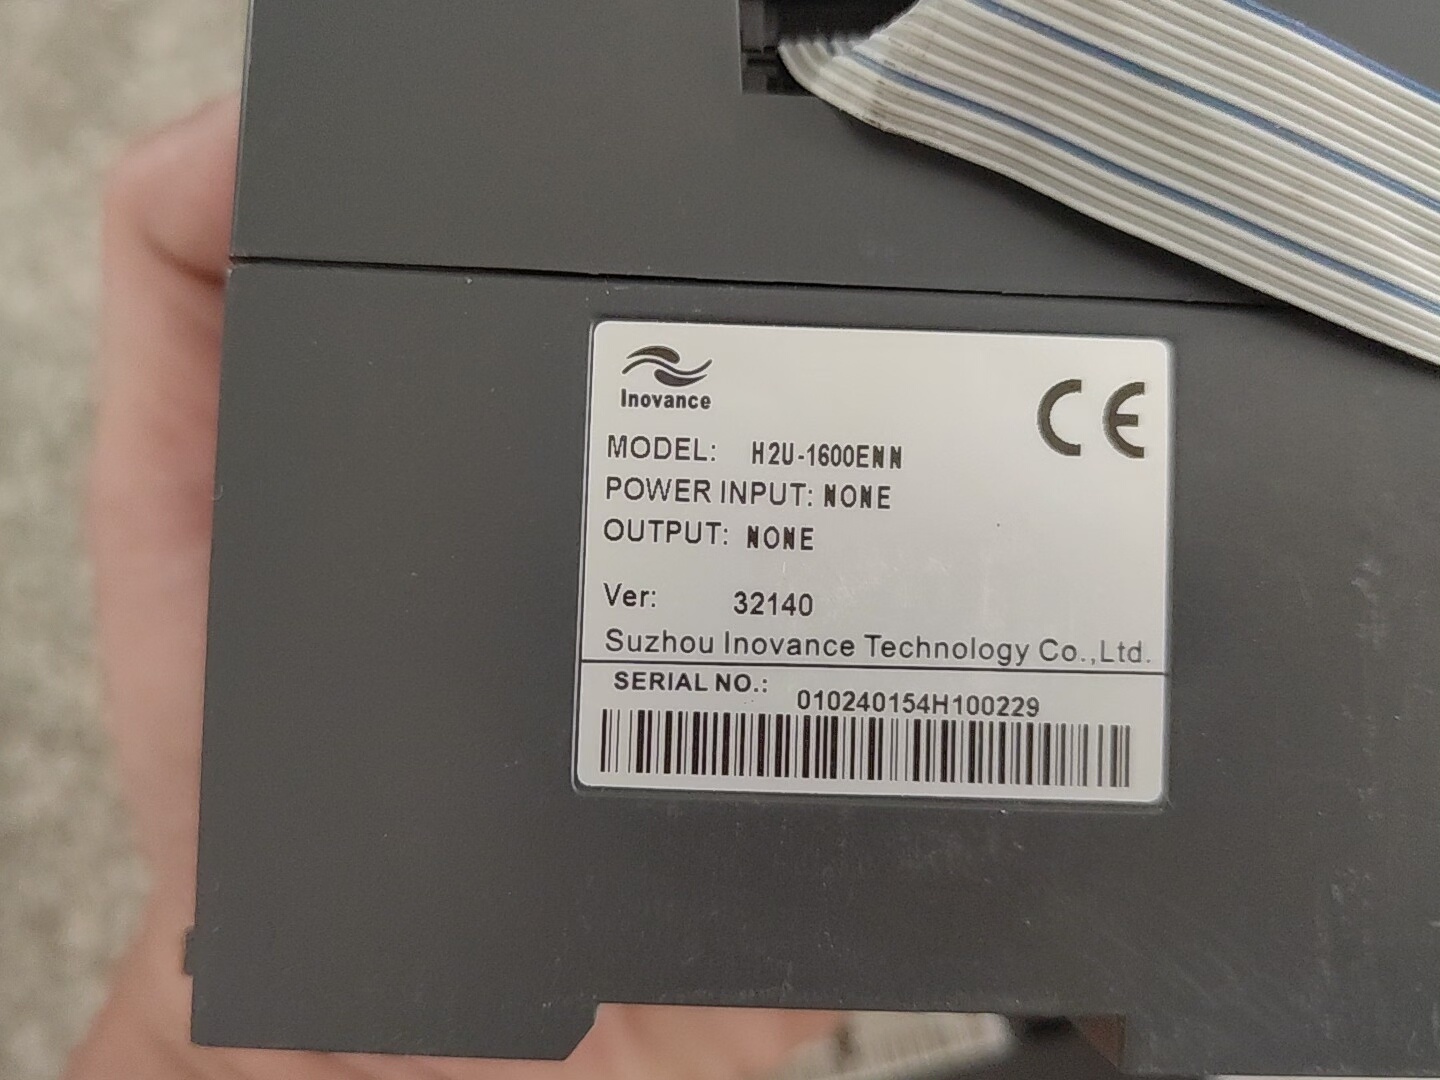 Inovance
CE
MODEL: H2U-1600ENN
POWER INPUT: NONE
OUTPUT: NONE
Ver: 32140
Suzhou Inovance Technology Co.,Ltd.
SERIAL NO.: 010240154H100229